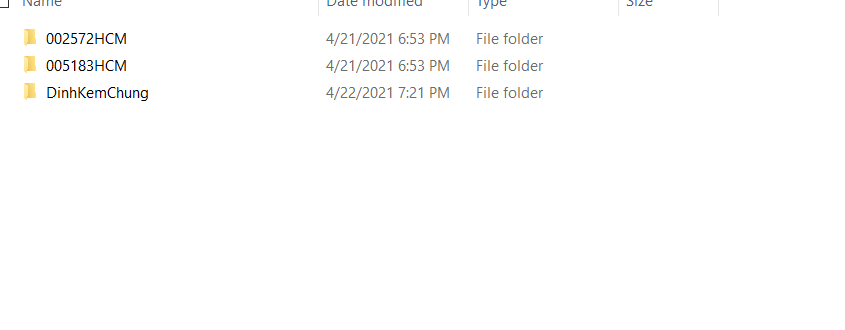 Name Date modified Type Size
002572HCM 4/21/2021 6:53 PM File folder
005183HCM 4/21/2021 6:53 PM File folder
DinhKemChung 4/22/2021 7:21 PM File folder